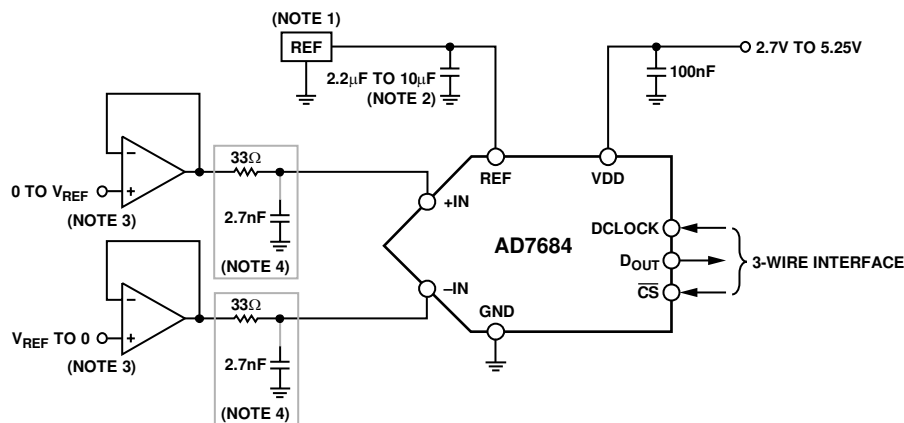 (NOTE 1)
REF
2.2µF TO 10µF
(NOTE 2)
2.7V TO 5.25V
100nF
–
+
0 TO VREF
(NOTE 3)
33Ω
2.7nF
(NOTE 4)
–
+
VREF TO 0
(NOTE 3)
33Ω
2.7nF
(NOTE 4)
REF
VDD
+IN
–IN
GND
AD7684
DCLOCK
DOUT
CS
3-WIRE INTERFACE